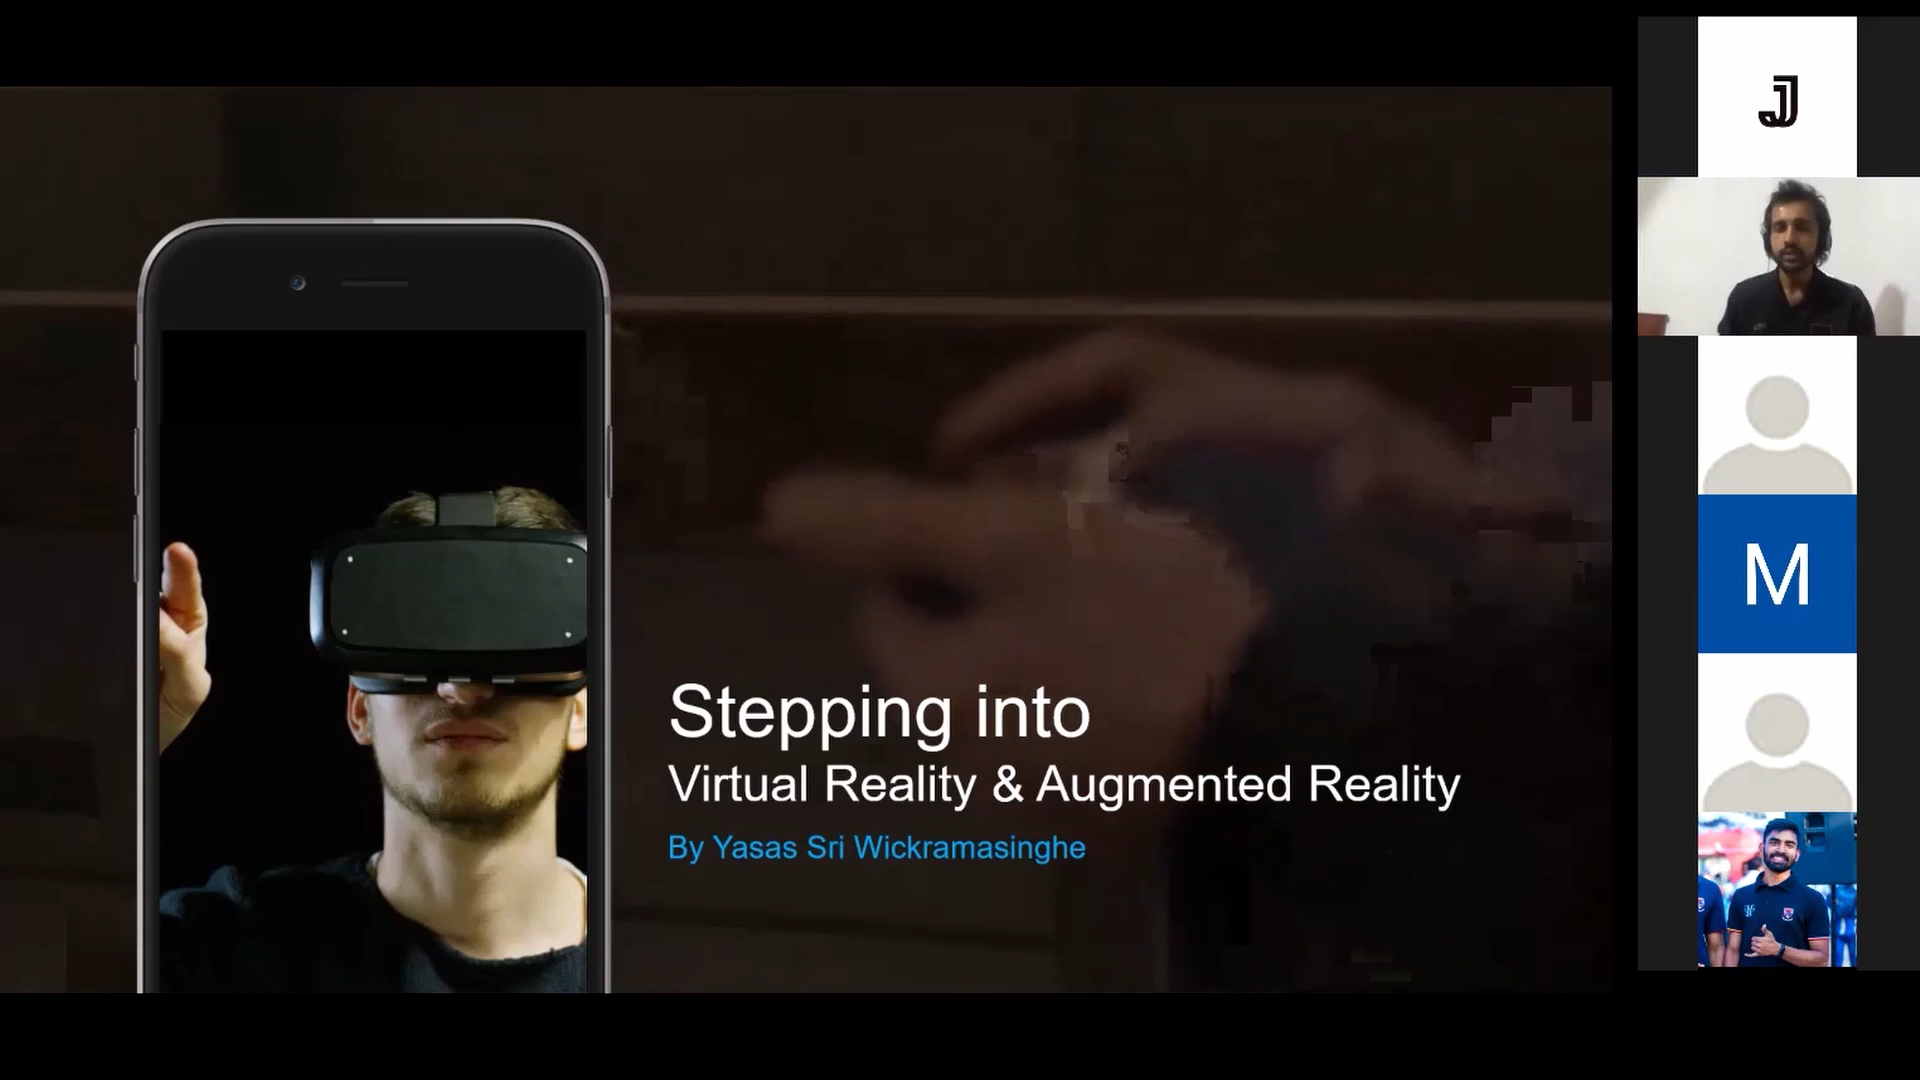 Stepping into
Virtual Reality & Augmented Reality
By Yasas Sri Wickramasinghe
J
M